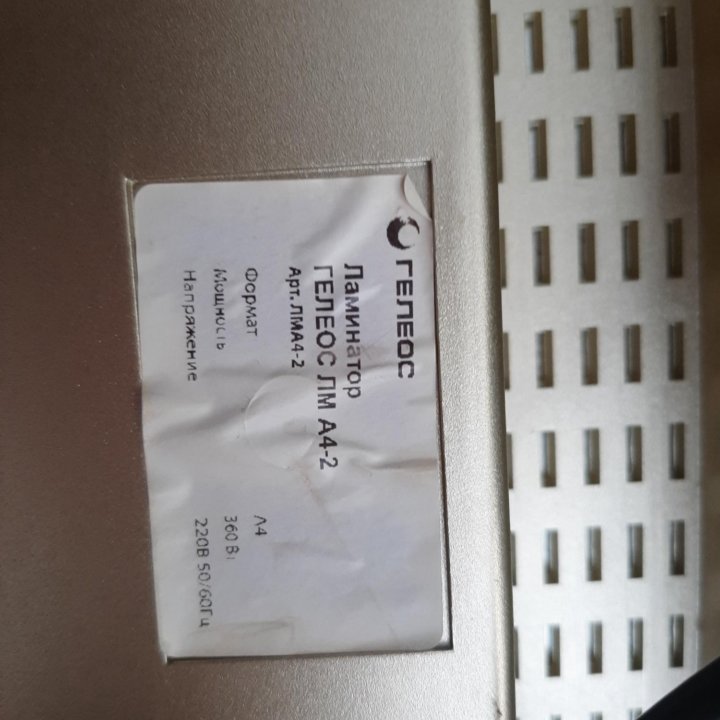 ГЕЛЕОС
Ламинатор
ГЕЛЕОС ЛМ А4-2
Арт. ЛМА4-2
Формат А4
Мощность 360 Вт
Напряжение 220В 50/60Гц